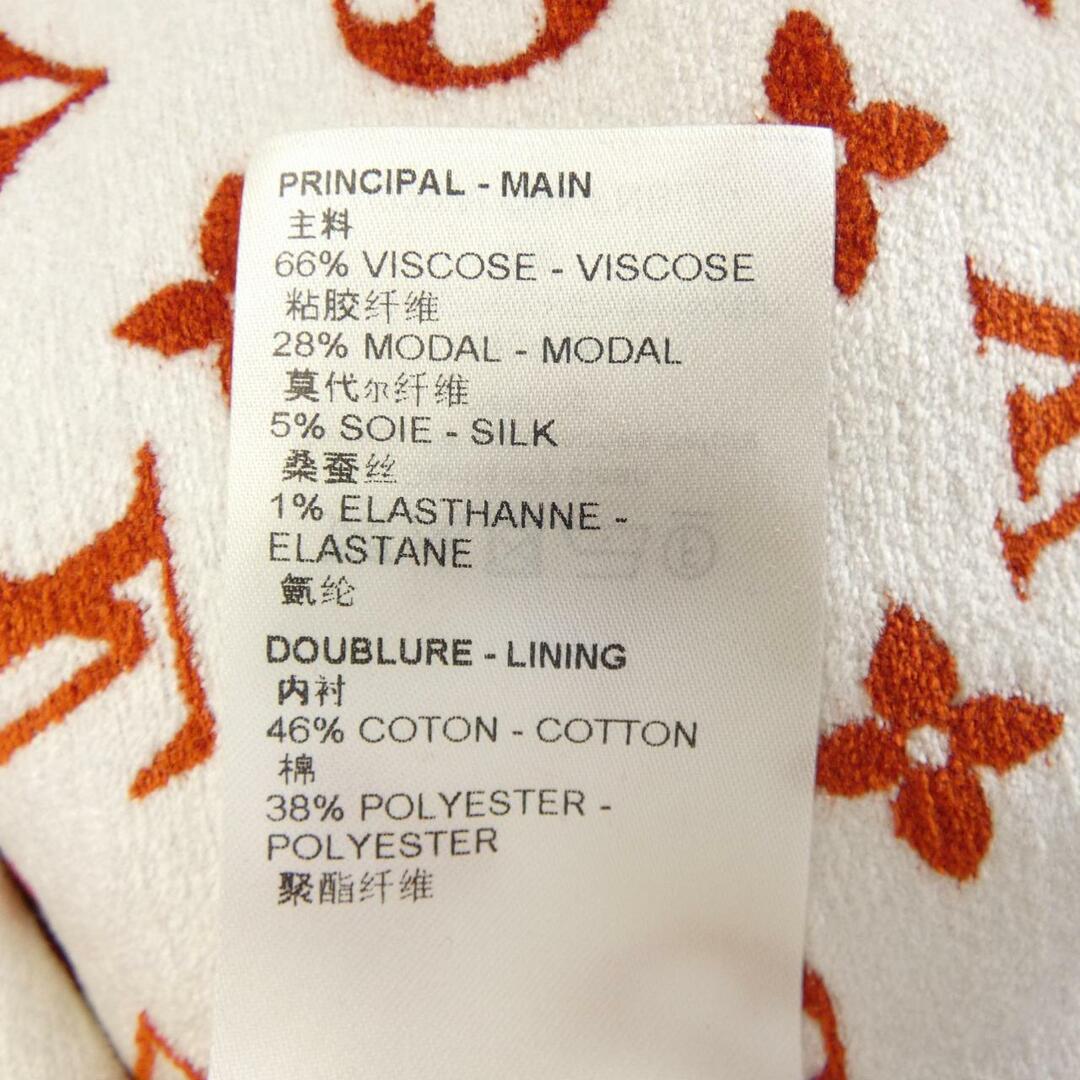 PRINCIPAL - MAIN
主料
66% VISCOSE - VISCOSE
粘胶纤维
28% MODAL - MODAL
莫代尔纤维
5% SOIE - SILK
桑蚕丝
1% ELASTHANNE -
ELASTANE
氨纶
DOUBLURE - LINING
内衬
46% COTON - COTTON
棉
38% POLYESTER -
POLYESTER
聚酯纤维